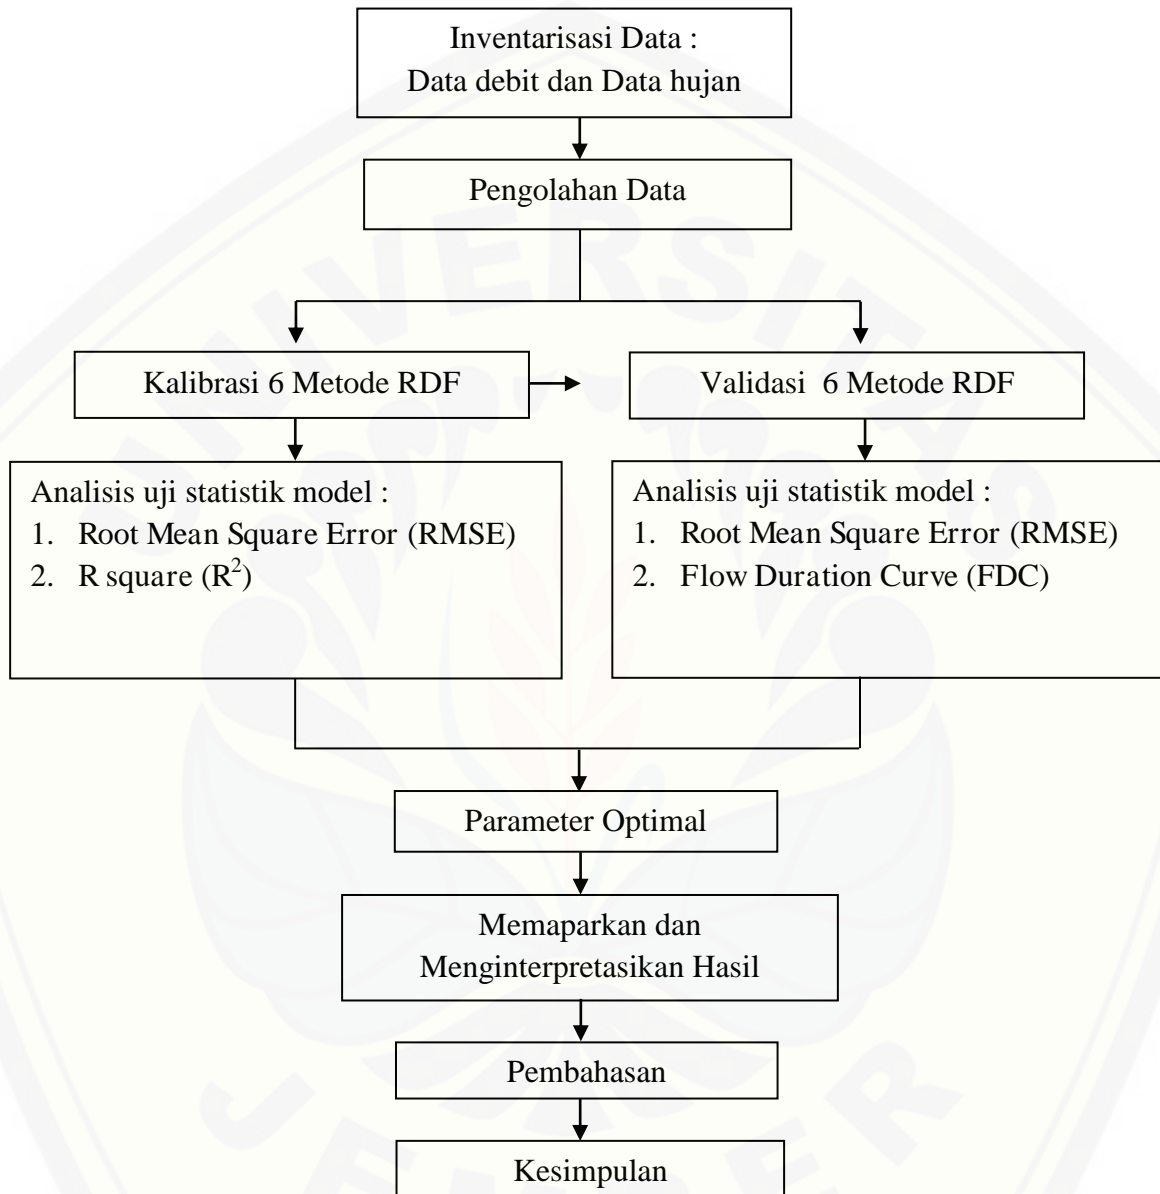 Inventarisasi Data :
Data debit dan Data hujan
Pengolahan Data
Kalibrasi 6 Metode RDF
Validasi 6 Metode RDF
Analisis uji statistik model :
1. Root Mean Square Error (RMSE)
2. R square (R²)
Analisis uji statistik model :
1. Root Mean Square Error (RMSE)
2. Flow Duration Curve (FDC)
Parameter Optimal
Memaparkan dan
Menginterpretasikan Hasil
Pembahasan
Kesimpulan
UNIVERSITAS
JEMBER